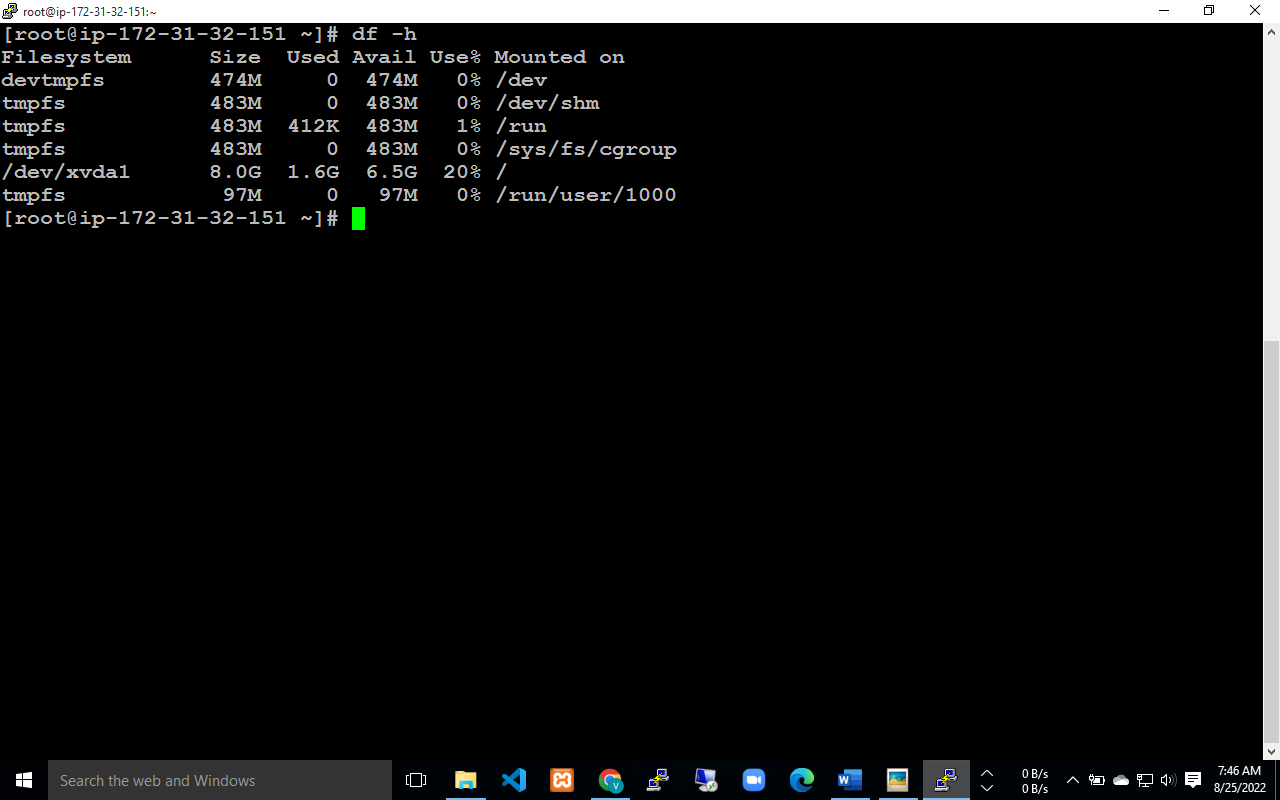 root@ip-172-31-32-151:~
[root@ip-172-31-32-151 ~]# df -h
Filesystem      Size  Used Avail Use% Mounted on
devtmpfs        474M     0  474M   0% /dev
tmpfs           483M     0  483M   0% /dev/shm
tmpfs           483M  412K  483M   1% /run
tmpfs           483M     0  483M   0% /sys/fs/cgroup
/dev/xvda1      8.0G  1.6G  6.5G  20% /
tmpfs            97M     0   97M   0% /run/user/1000
[root@ip-172-31-32-151 ~]#
Search the web and Windows
V
W
0 B/s
0 B/s
7:46 AM
8/25/2022